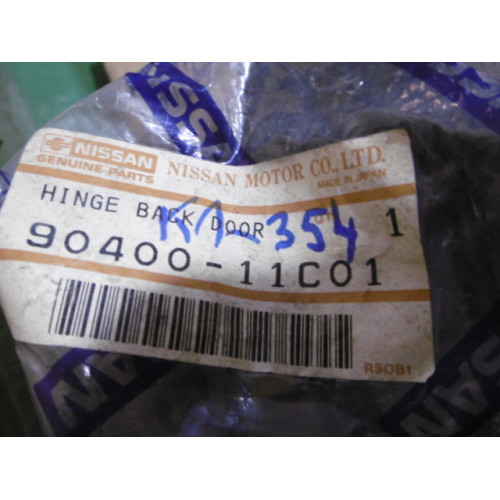 NISSAN
GENUINE PARTS
NISSAN MOTOR CO., LTD.
MADE IN JAPAN
HINGE BACK DOOR 1
K1-354
90400-11C01
RSOB1
NISSAN